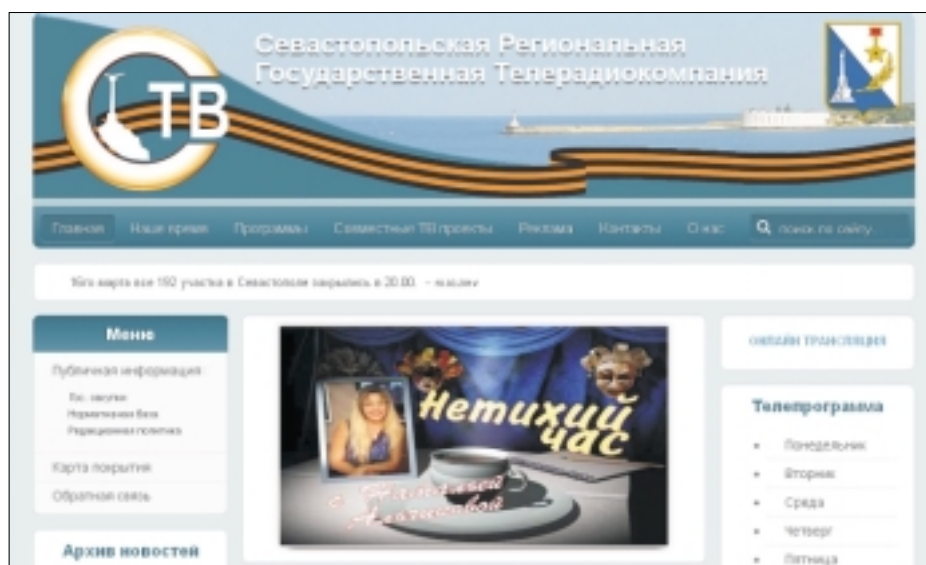 СТВ
Севастопольская Региональная
Государственная Телерадиокомпания
Главная Наше время Программы Совместные ТВ проекты Реклама Контакты О нас поиск по сайту...
16го марта все 192 участка в Севастополе закрылись в 20.00. -
Меню
Публичная информация
Гос. закупки
Нормативная база
Редакционная политика
Карта покрытия
Обратная связь
Архив новостей
Нетихий
час
с Натальей
ОНЛАЙН ТРАНСЛЯЦИЯ
Телепрограмма
Понедельник
Вторник
Среда
Четверг
Пятница